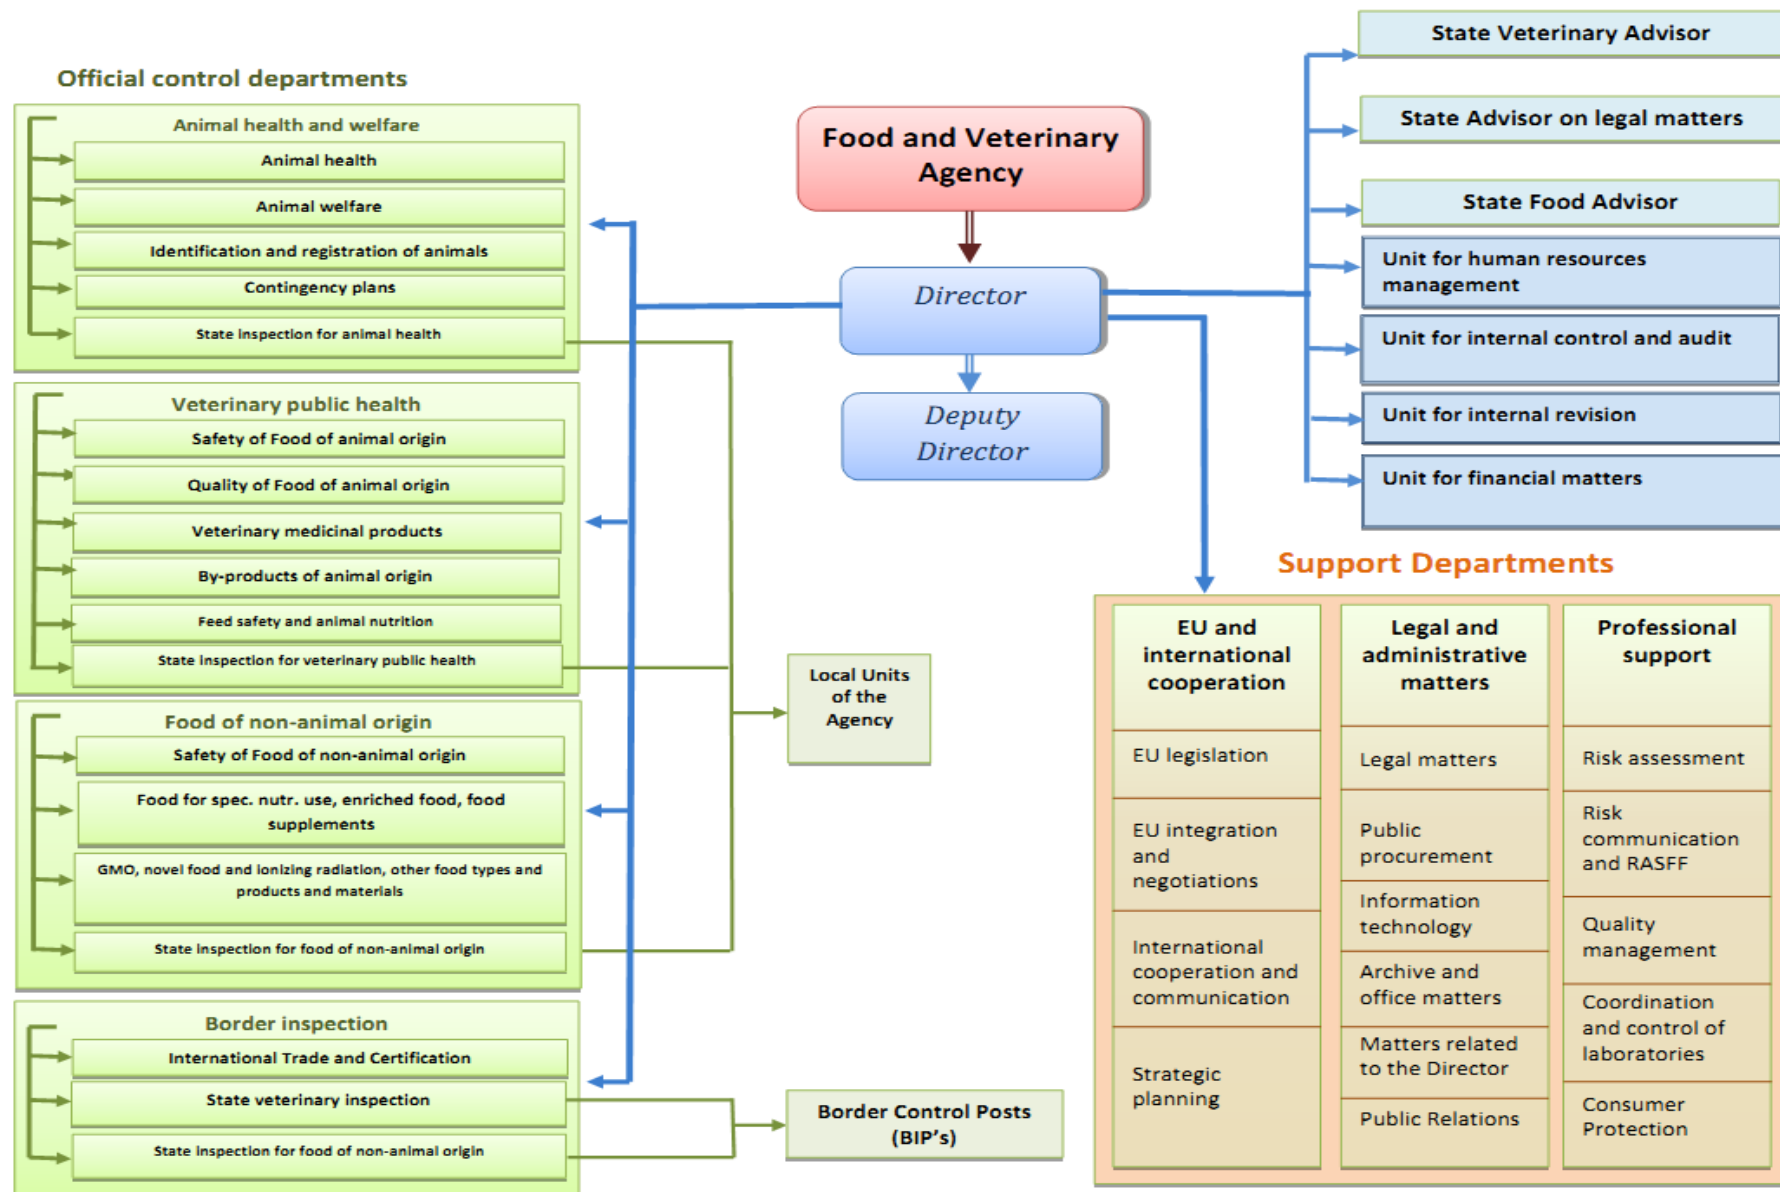 Official control departments
Animal health and welfare
Animal health
Animal welfare
Identification and registration of animals
Contingency plans
State inspection for animal health
Veterinary public health
Safety of Food of animal origin
Quality of Food of animal origin
Veterinary medicinal products
By-products of animal origin
Feed safety and animal nutrition
State inspection for veterinary public health
Food of non-animal origin
Safety of Food of non-animal origin
Food for spec. nutr. use, enriched food, food
supplements
GMO, novel food and ionizing radiation, other food types and
products and materials
State inspection for food of non-animal origin
Border inspection
International Trade and Certification
State veterinary inspection
State inspection for food of non-animal origin
Food and Veterinary
Agency
Director
Deputy
Director
Local Units
of the
Agency
Border Control Posts
(BIP's)
State Veterinary Advisor
State Advisor on legal matters
State Food Advisor
Unit for human resources
management
Unit for internal control and audit
Unit for internal revision
Unit for financial matters
Support Departments
EU and
international
cooperation
EU legislation
EU integration
and
negotiations
International
cooperation and
communication
Strategic
planning
Legal and
administrative
matters
Legal matters
Public
procurement
Information
technology
Archive and
office matters
Matters related
to the Director
Public Relations
Professional
support
Risk assessment
Risk
communication
and RASFF
Quality
management
Coordination
and control of
laboratories
Consumer
Protection